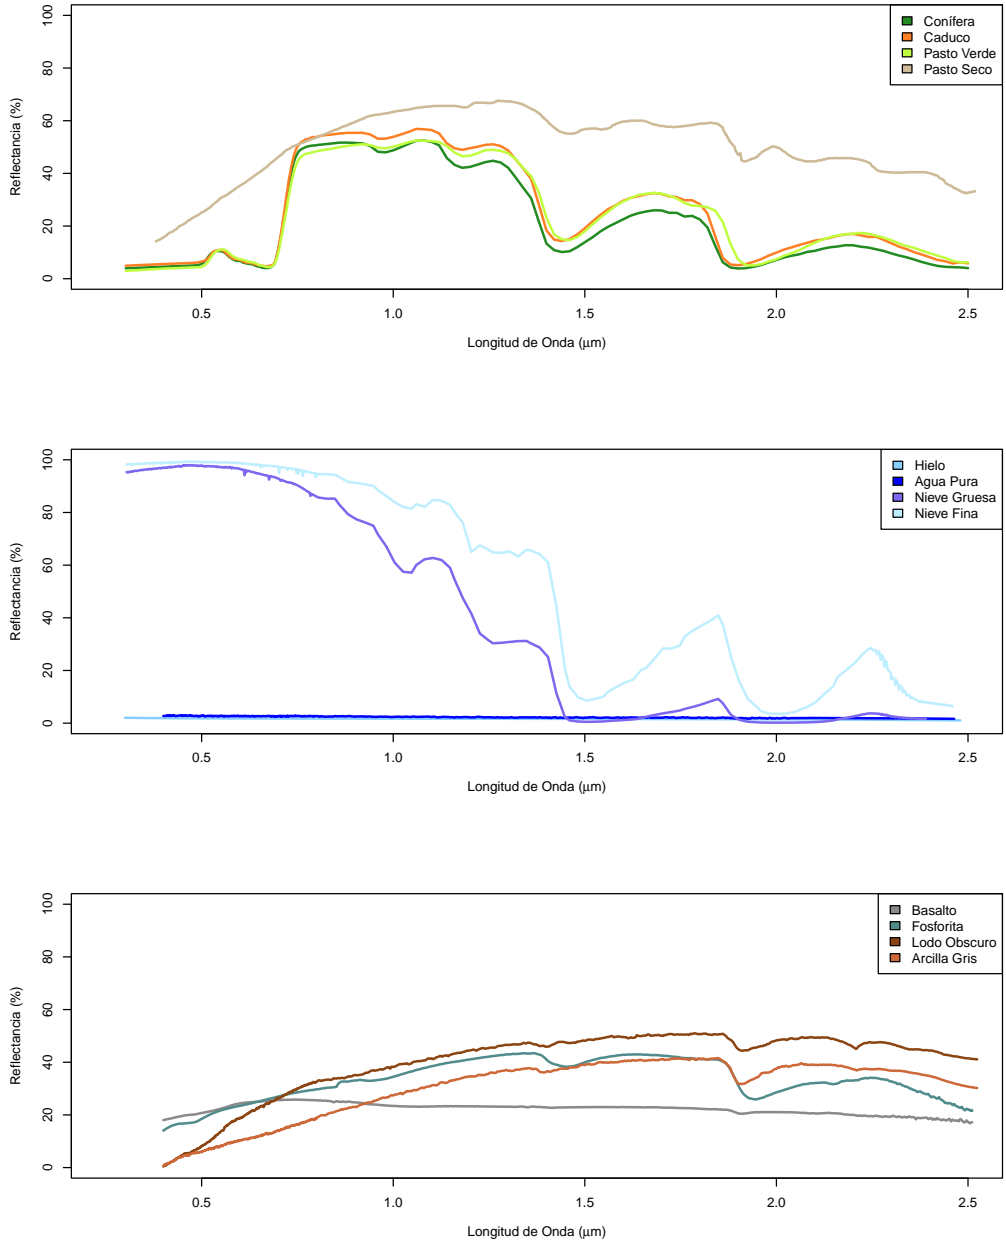 100
80
60
40
20
0
Reflectancia (%)
Conífera
Caduco
Pasto Verde
Pasto Seco
0.5 1.0 1.5 2.0 2.5
Longitud de Onda (μm)
100
80
60
40
20
0
Reflectancia (%)
Hielo
Agua Pura
Nieve Gruesa
Nieve Fina
0.5 1.0 1.5 2.0 2.5
Longitud de Onda (μm)
100
80
60
40
20
0
Reflectancia (%)
Basalto
Fosforita
Lodo Obscuro
Arcilla Gris
0.5 1.0 1.5 2.0 2.5
Longitud de Onda (μm)